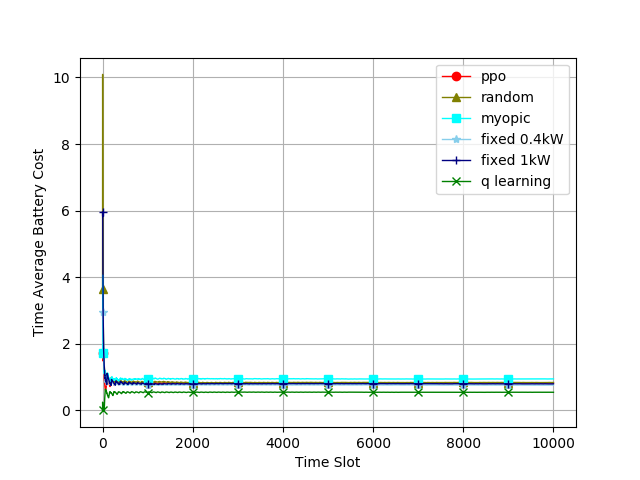 Time Average Battery Cost
10
8
6
4
2
0
0 2000 4000 6000 8000 10000
Time Slot
ppo
random
myopic
fixed 0.4kW
fixed 1kW
q learning